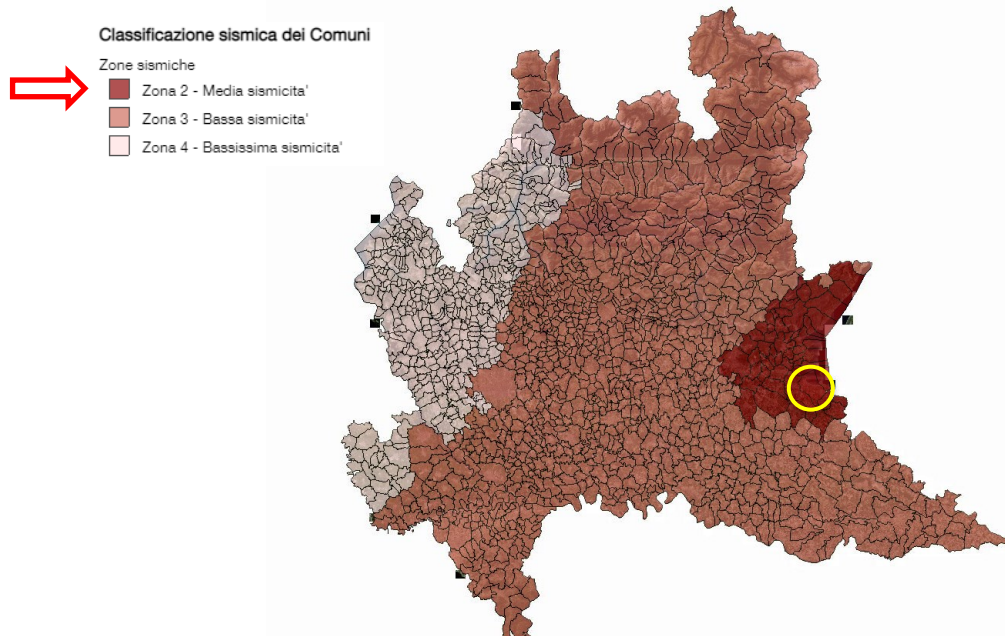 Classificazione sismica dei Comuni
Zone sismiche
Zona 2 - Media sismicita'
Zona 3 - Bassa sismicita'
Zona 4 - Bassissima sismicita'